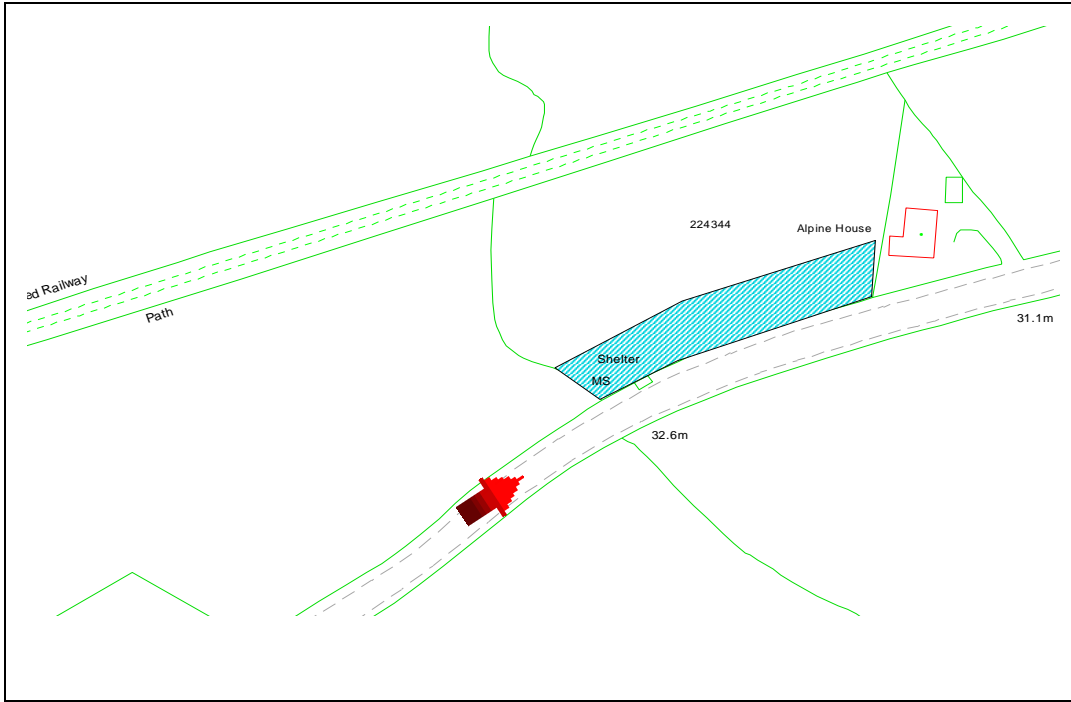 224344
Alpine House
ed Railway
Path
31.1m
Shelter
MS
32.6m